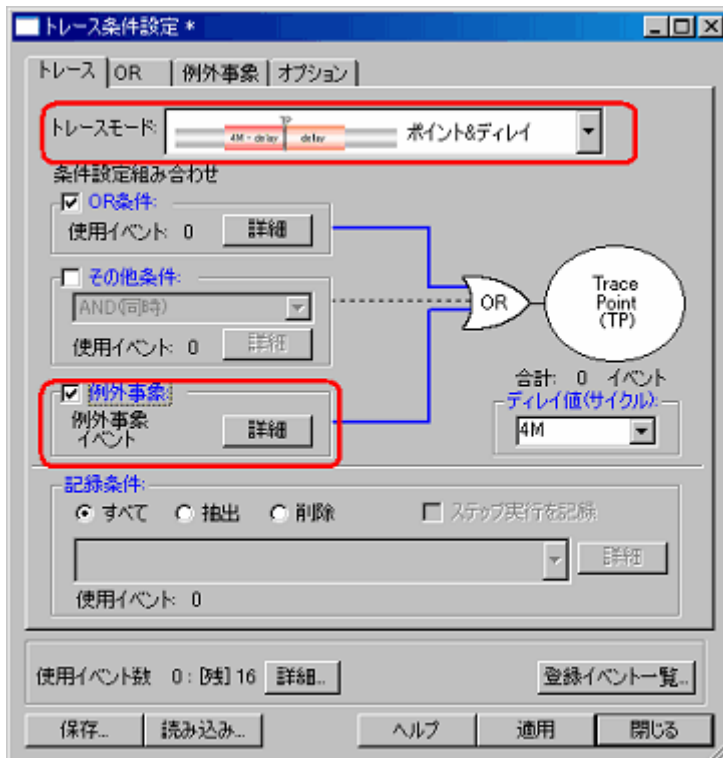 トレース条件設定 *
トレース OR 例外事象 オプション
トレースモード: TP 4M - delay delay ポイント&ディレイ
条件設定組み合わせ
OR条件:
使用イベント: 0 詳細
その他条件:
AND(同時)
使用イベント: 0 詳細
OR
Trace
Point
(TP)
合計: 0 イベント
例外事象:
例外事象
イベント
詳細
ディレイ値(サイクル):
4M
記録条件:
すべて 抽出 削除 ステップ実行を記録
詳細
使用イベント: 0
使用イベント数 0 : [残] 16 詳細... 登録イベント一覧...
保存... 読み込み... ヘルプ 適用 閉じる